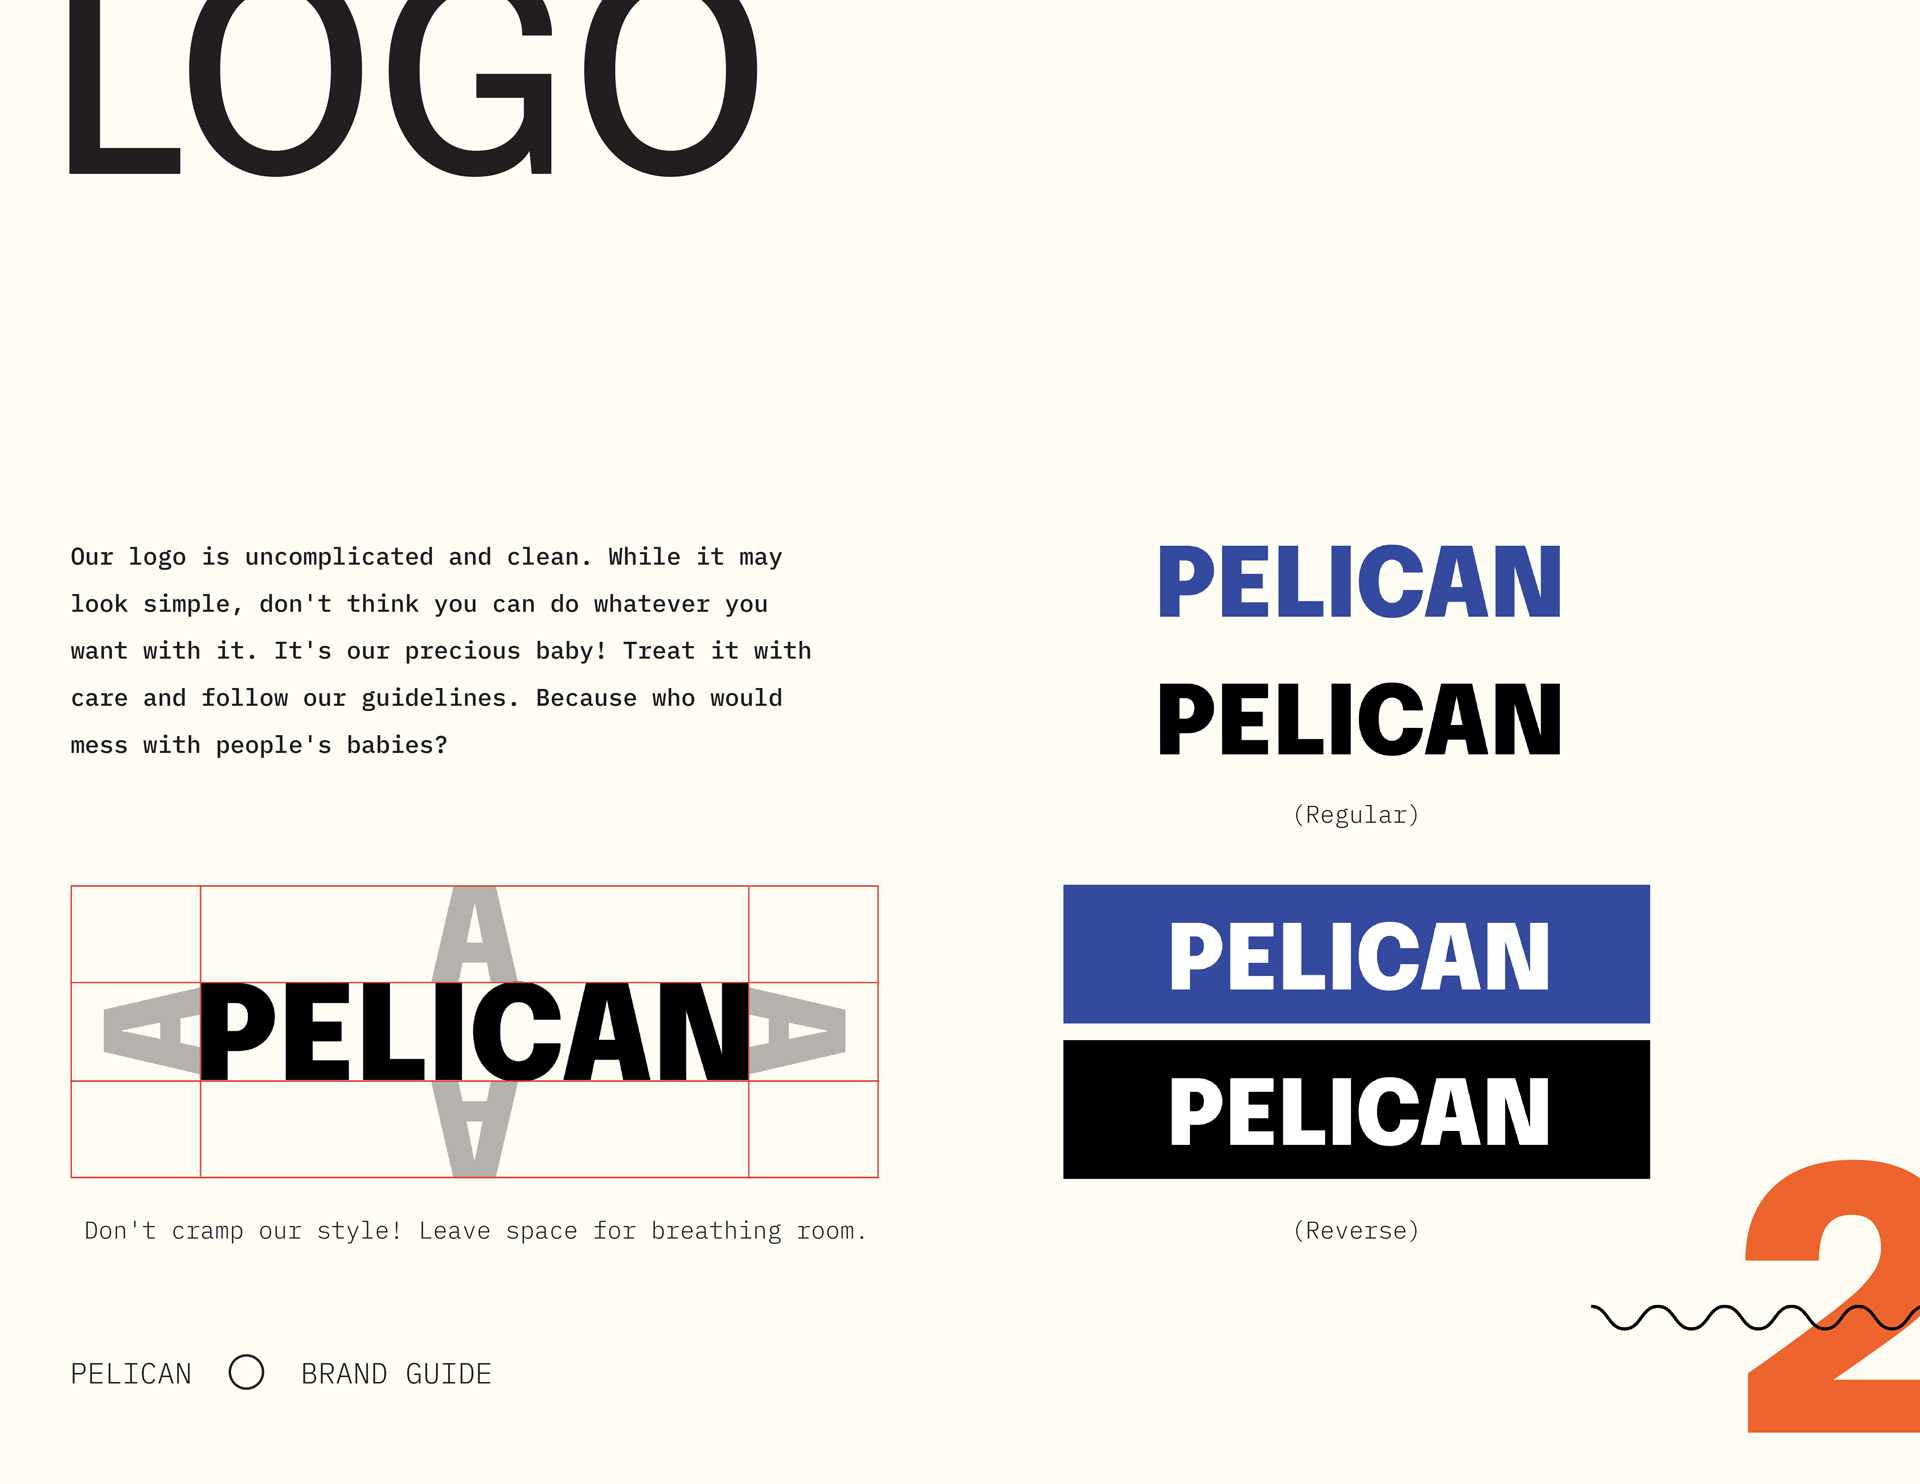 LOGO
Our logo is uncomplicated and clean. While it may
look simple, don't think you can do whatever you
want with it. It's our precious baby! Treat it with
care and follow our guidelines. Because who would
mess with people's babies?
A
A PELICAN A
A
Don't cramp our style! Leave space for breathing room.
PELICAN
PELICAN
(Regular)
PELICAN
PELICAN
(Reverse)
PELICAN BRAND GUIDE
2